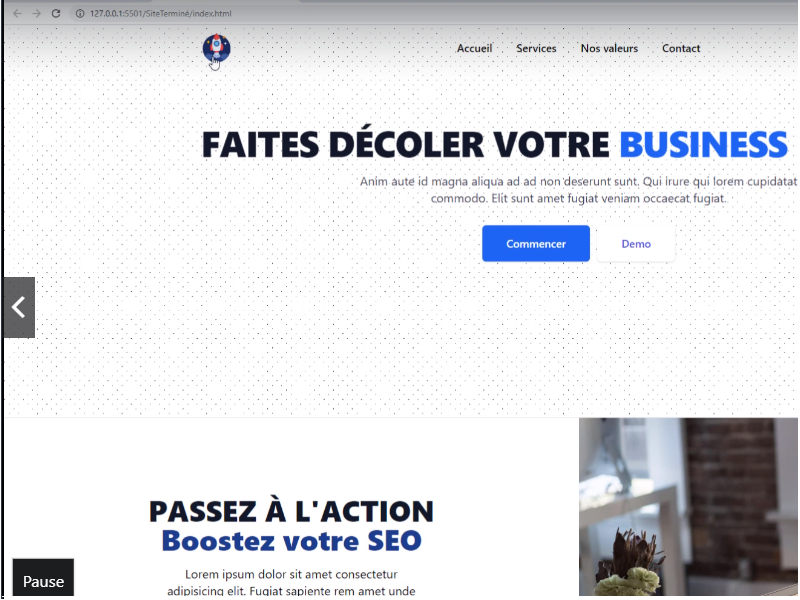 127.0.0.1:5501/SiteTerminé/index.html
Accueil Services Nos valeurs Contact
FAITES DÉCOLER VOTRE BUSINESS
Anim aute id magna aliqua ad ad non deserunt sunt. Qui irure qui lorem cupidatat
commodo. Elit sunt amet fugiat veniam occaecat fugiat.
Commencer Demo
PASSEZ À L'ACTION
Boostez votre SEO
Lorem ipsum dolor sit amet consectetur
adipisicing elit. Fugiat sapiente rem amet unde
Pause